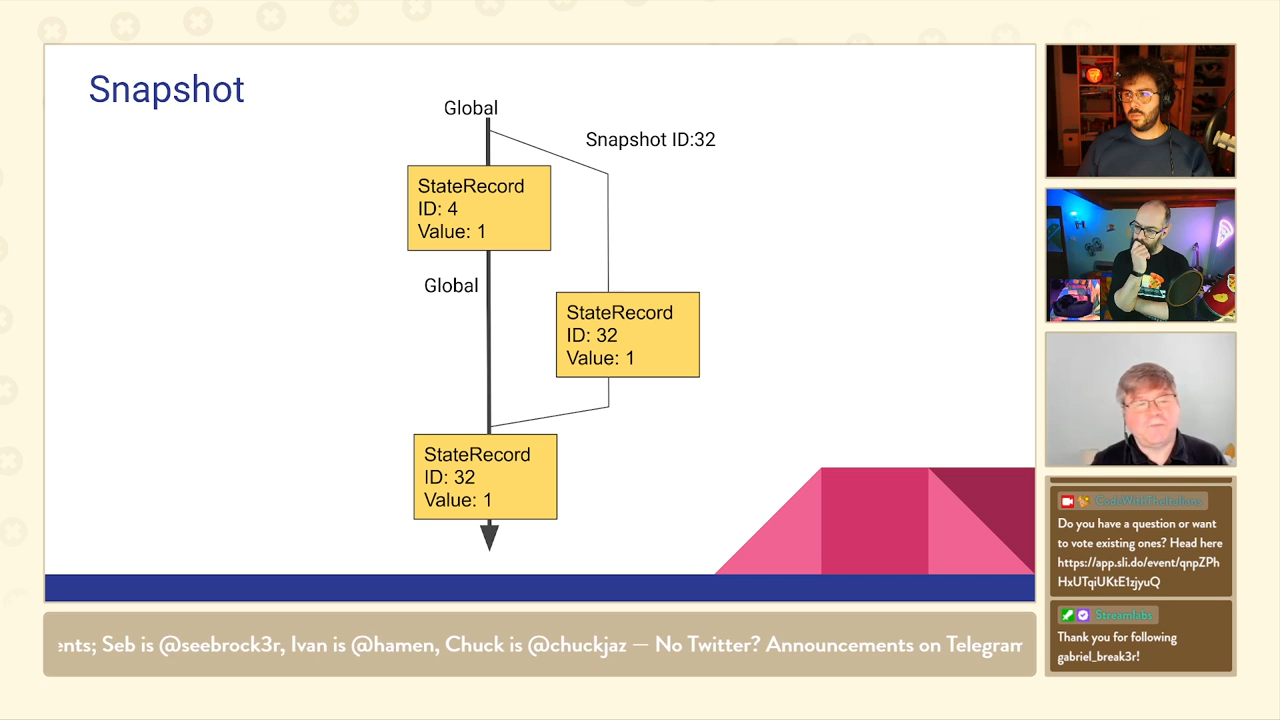 Snapshot
Global
Snapshot ID:32
StateRecord
ID: 4
Value: 1
Global
StateRecord
ID: 32
Value: 1
StateRecord
ID: 32
Value: 1
ents; Seb is @seebrock3r, Ivan is @hamen, Chuck is @chuckjaz — No Twitter? Announcements on Telegram
CodeWithTheItalians
Do you have a question or want
to vote existing ones? Head here
https://app.sli.do/event/qnpZPh
HxUTqiUKtE1zjyuQ
Streamlabs
Thank you for following
gabriel_break3r!